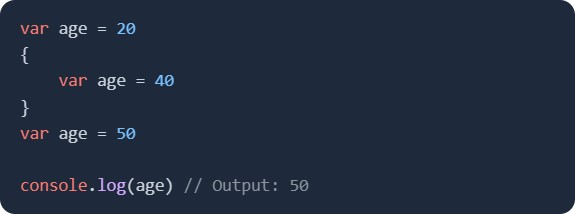 var age = 20
{
    var age = 40
}
var age = 50

console.log(age) // Output: 50